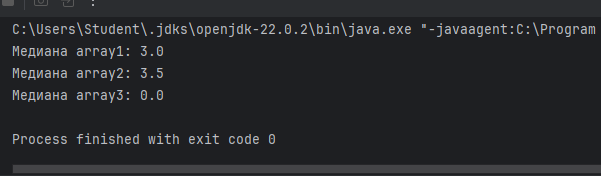 C:\Users\Student\.jdks\openjdk-22.0.2\bin\java.exe "-javaagent:C:\Program
Медиана array1: 3.0
Медиана array2: 3.5
Медиана array3: 0.0
Process finished with exit code 0